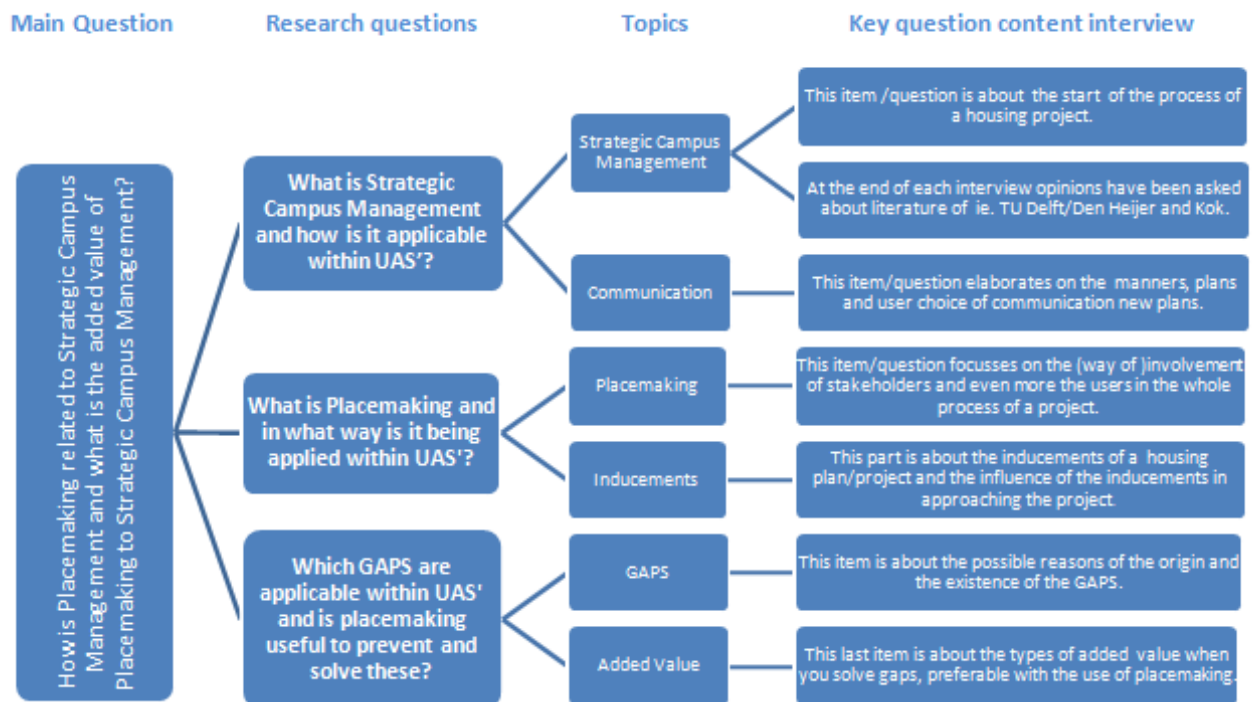 Main Question
Research questions
Topics
Key question content interview
How is Placemaking related to Strategic Campus
Management and what is the added value of
Placemaking to Strategic Campus Management?
What is Strategic
Campus Management
and how is it applicable
within UAS’?
Strategic Campus
Management
This item /question is about the start of the process of
a housing project.
At the end of each interview opinions have been asked
about literature of ie. TU Delft/Den Heijer and Kok.
Communication
This item/question elaborates on the manners, plans
and user choice of communication new plans.
What is Placemaking and
in what way is it being
applied within UAS'?
Placemaking
This item/question focusses on the (way of )involvement
of stakeholders and even more the users in the whole
process of a project.
Inducements
This part is about the inducements of a housing
plan/project and the influence of the inducements in
approaching the project.
Which GAPS are
applicable within UAS'
and is placemaking
useful to prevent and
solve these?
GAPS
This item is about the possible reasons of the origin and
the existence of the GAPS.
Added Value
This last item is about the types of added value when
you solve gaps, preferable with the use of placemaking.